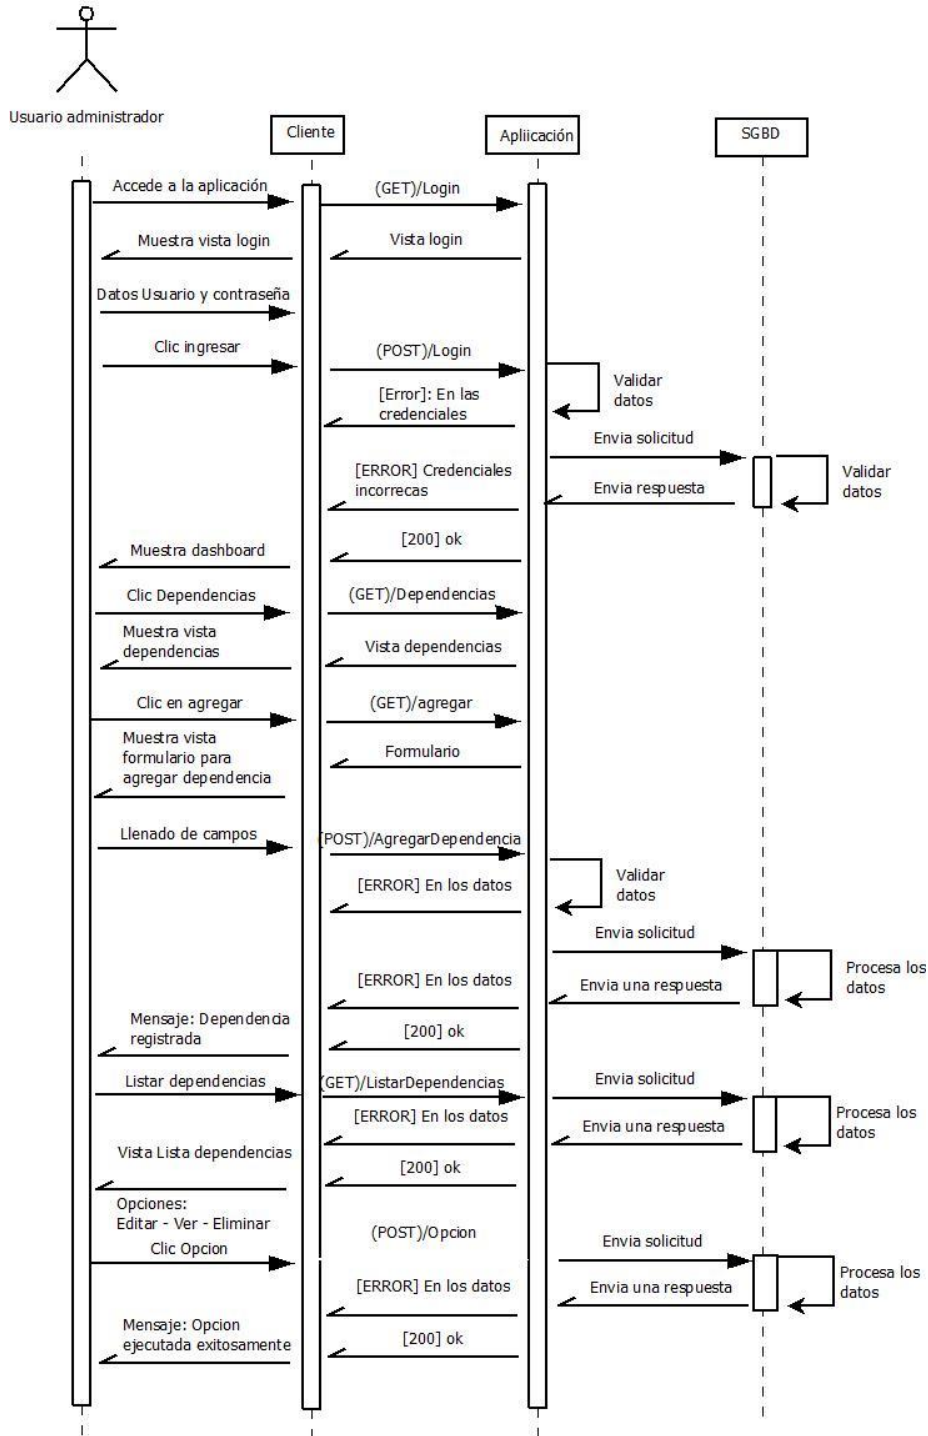 Usuario administrador
Cliente
Apliicación
SGBD
Accede a la aplicación
(GET)/Login
Muestra vista login
Vista login
Datos Usuario y contraseña
Clic ingresar
(POST)/Login
Validar
datos
[Error]: En las
credenciales
Envia solicitud
[ERROR] Credenciales
incorrecas
Envia respuesta
Validar
datos
[200] ok
Muestra dashboard
Clic Dependencias
(GET)/Dependencias
Muestra vista
dependencias
Vista dependencias
Clic en agregar
(GET)/agregar
Muestra vista
formulario para
agregar dependencia
Formulario
Llenado de campos
(POST)/AgregarDependencia
Validar
datos
[ERROR] En los datos
Envia solicitud
Procesa los
datos
[ERROR] En los datos
Envia una respuesta
Mensaje: Dependencia
registrada
[200] ok
Listar dependencias
(GET)/ListarDependencias
Envia solicitud
Procesa los
datos
[ERROR] En los datos
Envia una respuesta
Vista Lista dependencias
[200] ok
Opciones:
Editar - Ver - Eliminar
Clic Opcion
(POST)/Opcion
Envia solicitud
Procesa los
datos
[ERROR] En los datos
Envia una respuesta
Mensaje: Opcion
ejecutada exitosamente
[200] ok